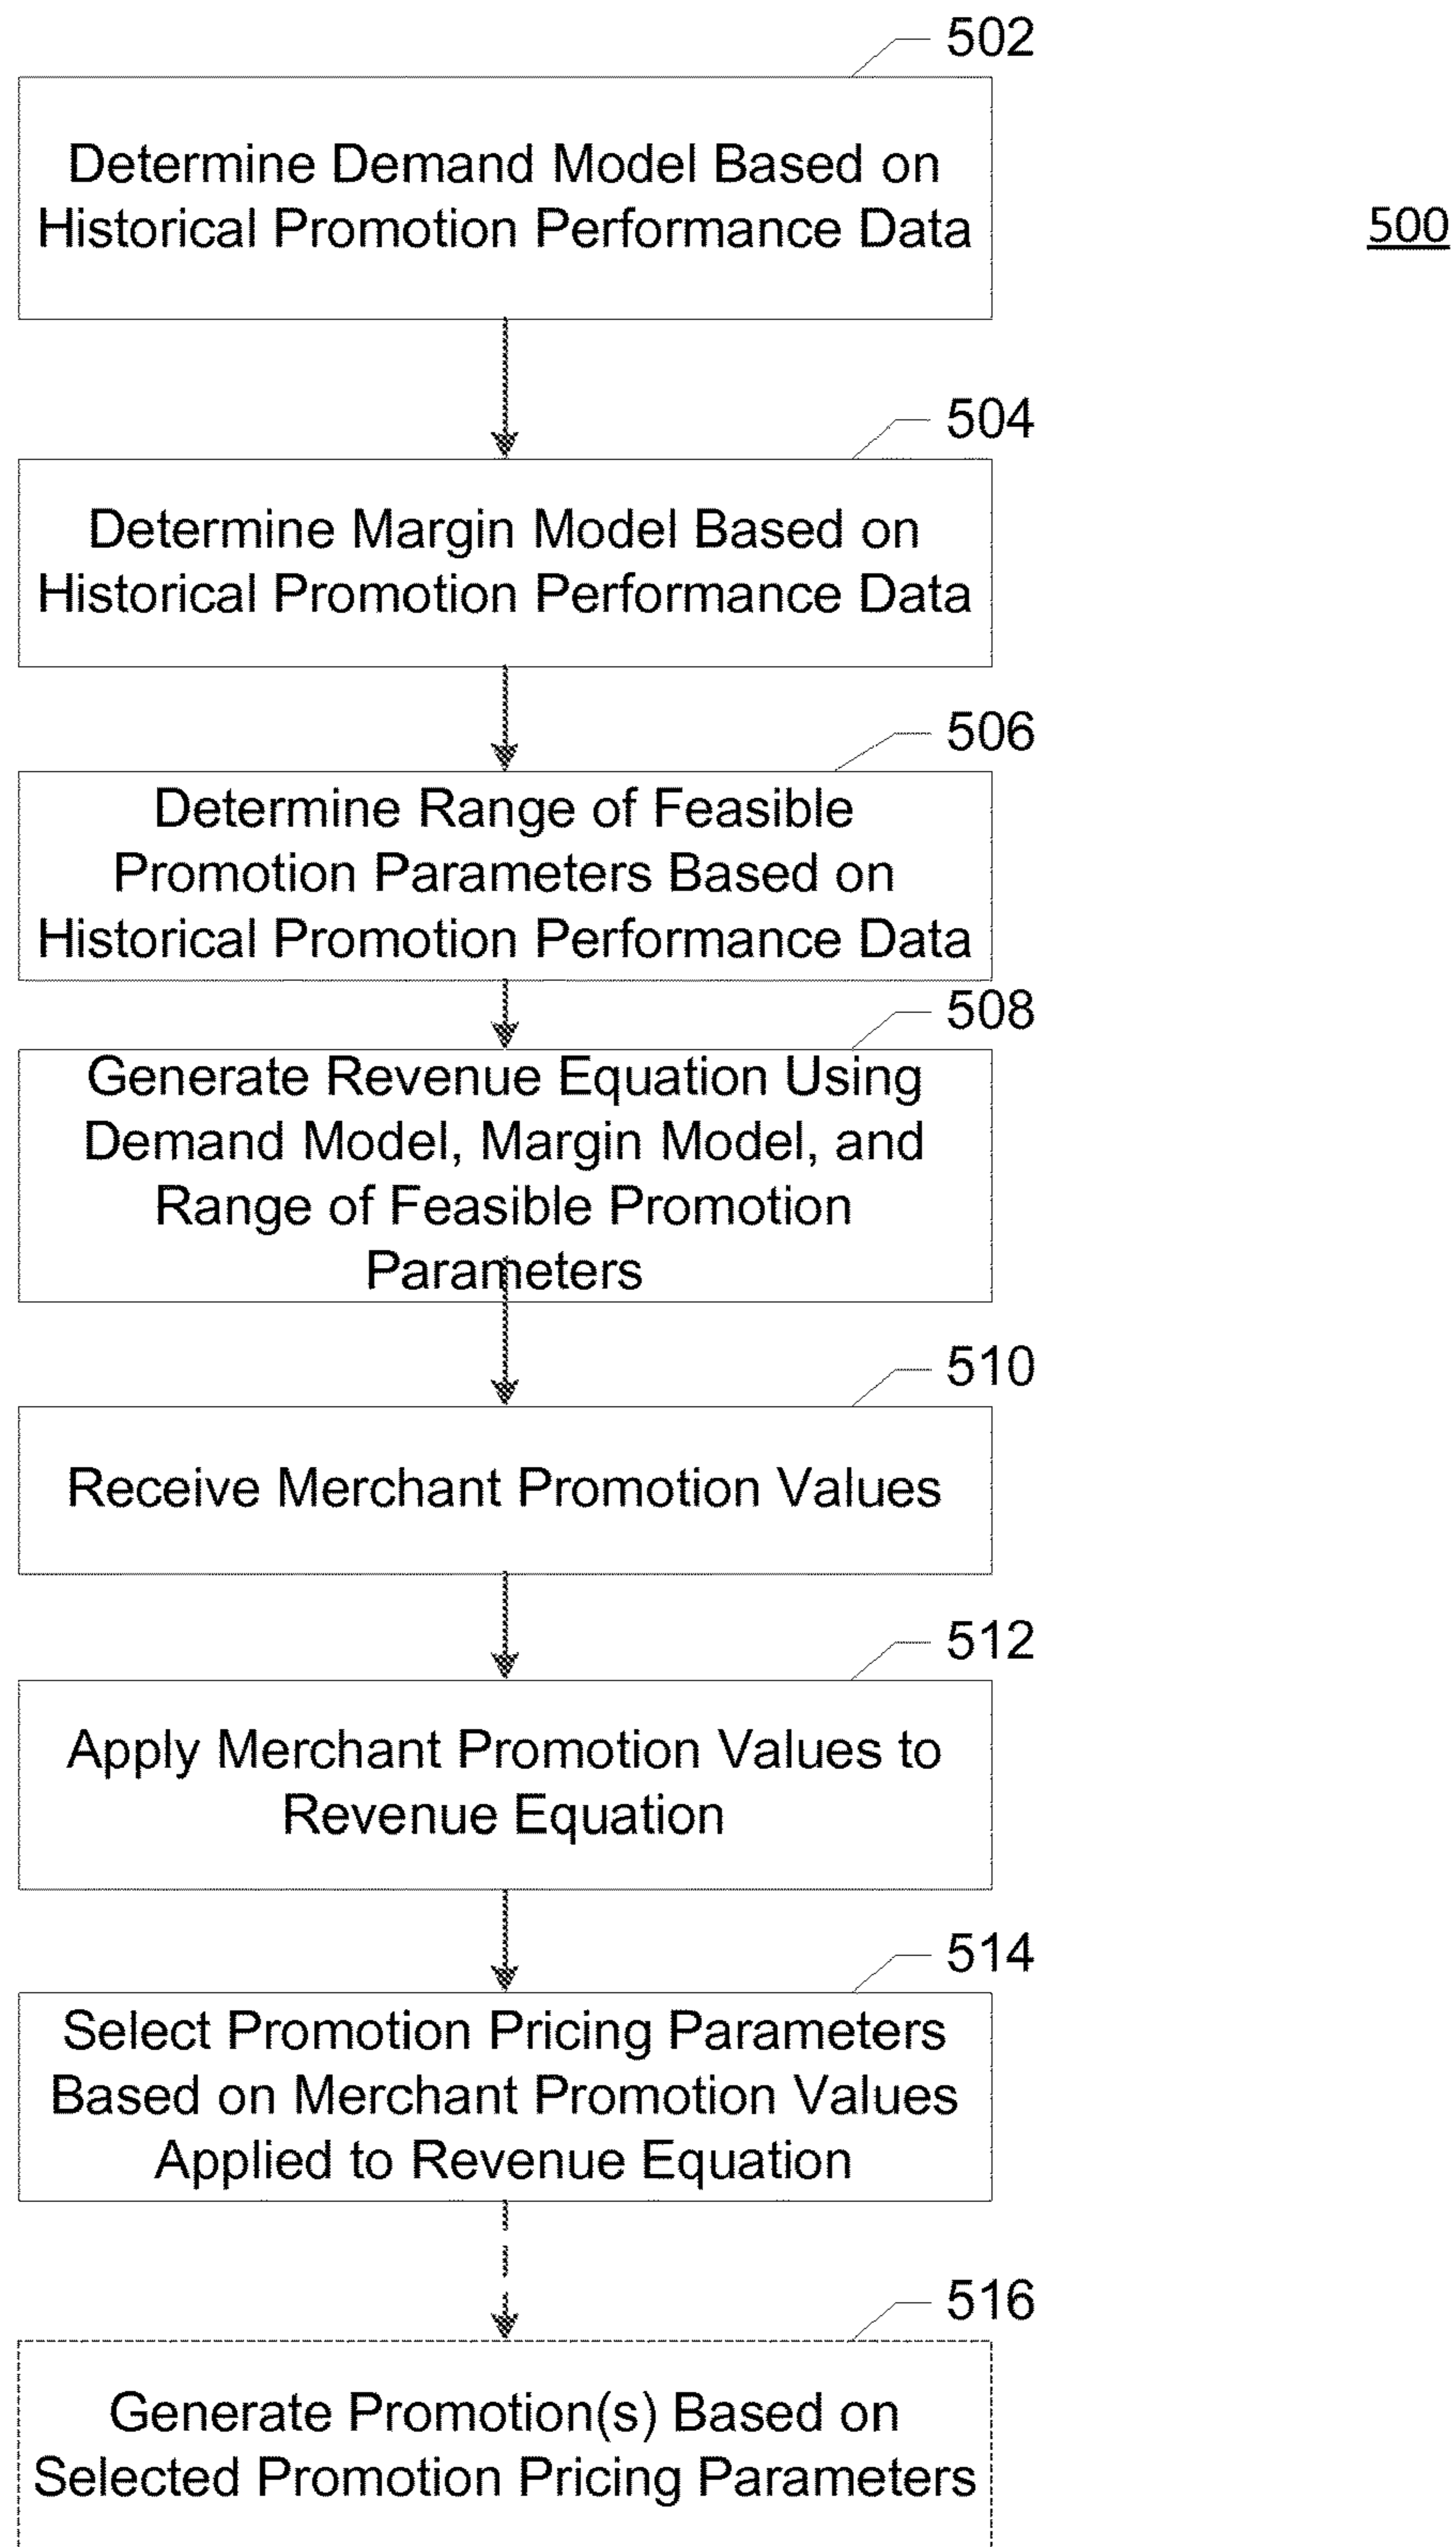 502
Determine Demand Model Based on
Historical Promotion Performance Data
500
504
Determine Margin Model Based on
Historical Promotion Performance Data
506
Determine Range of Feasible
Promotion Parameters Based on
Historical Promotion Performance Data
508
Generate Revenue Equation Using
Demand Model, Margin Model, and
Range of Feasible Promotion
Parameters
510
Receive Merchant Promotion Values
512
Apply Merchant Promotion Values to
Revenue Equation
514
Select Promotion Pricing Parameters
Based on Merchant Promotion Values
Applied to Revenue Equation
516
Generate Promotion(s) Based on
Selected Promotion Pricing Parameters